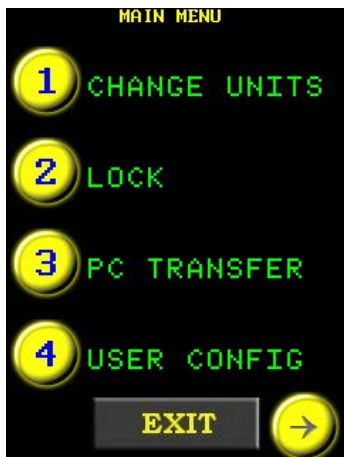 MAIN MENU
1 CHANGE UNITS
2 LOCK
3 PC TRANSFER
4 USER CONFIG
EXIT →